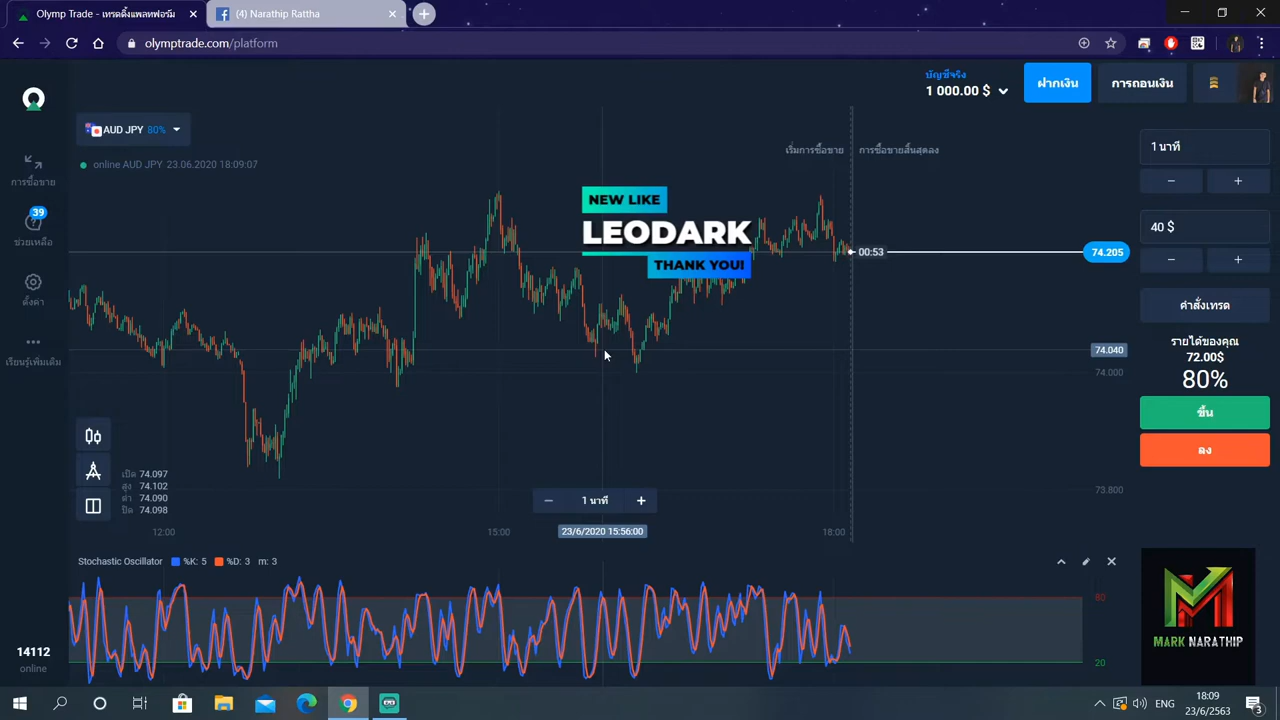 Olymp Trade - เทรดดิ้งแพลทฟอร์ม
(4) Narathip Rattha
olymptrade.com/platform
บัญชีจริง
1 000.00 $
ฝากเงิน
การถอนเงิน
AUD JPY 80%
online AUD JPY 23.06.2020 18:09:07
เริ่มการซื้อขาย
การซื้อขายสิ้นสุดลง
การซื้อขาย
39
ช่วยเหลือ
ตั้งค่า
เรียนรู้เพิ่มเติม
NEW LIKE
LEODARK
THANK YOU!
00:53
74.205
74.040
74.000
73.800
1 นาที
40 $
คำสั่งเทรด
รายได้ของคุณ
72.00$
80%
ขึ้น
ลง
เปิด 74.097
สูง 74.102
ต่ำ 74.090
ปิด 74.098
1 นาที
12:00
15:00
23/6/2020 15:56:00
18:00
Stochastic Oscillator %K: 5 %D: 3 m: 3
80
20
MARK NARATHIP
14112
online
ENG
18:09
23/6/2563
3